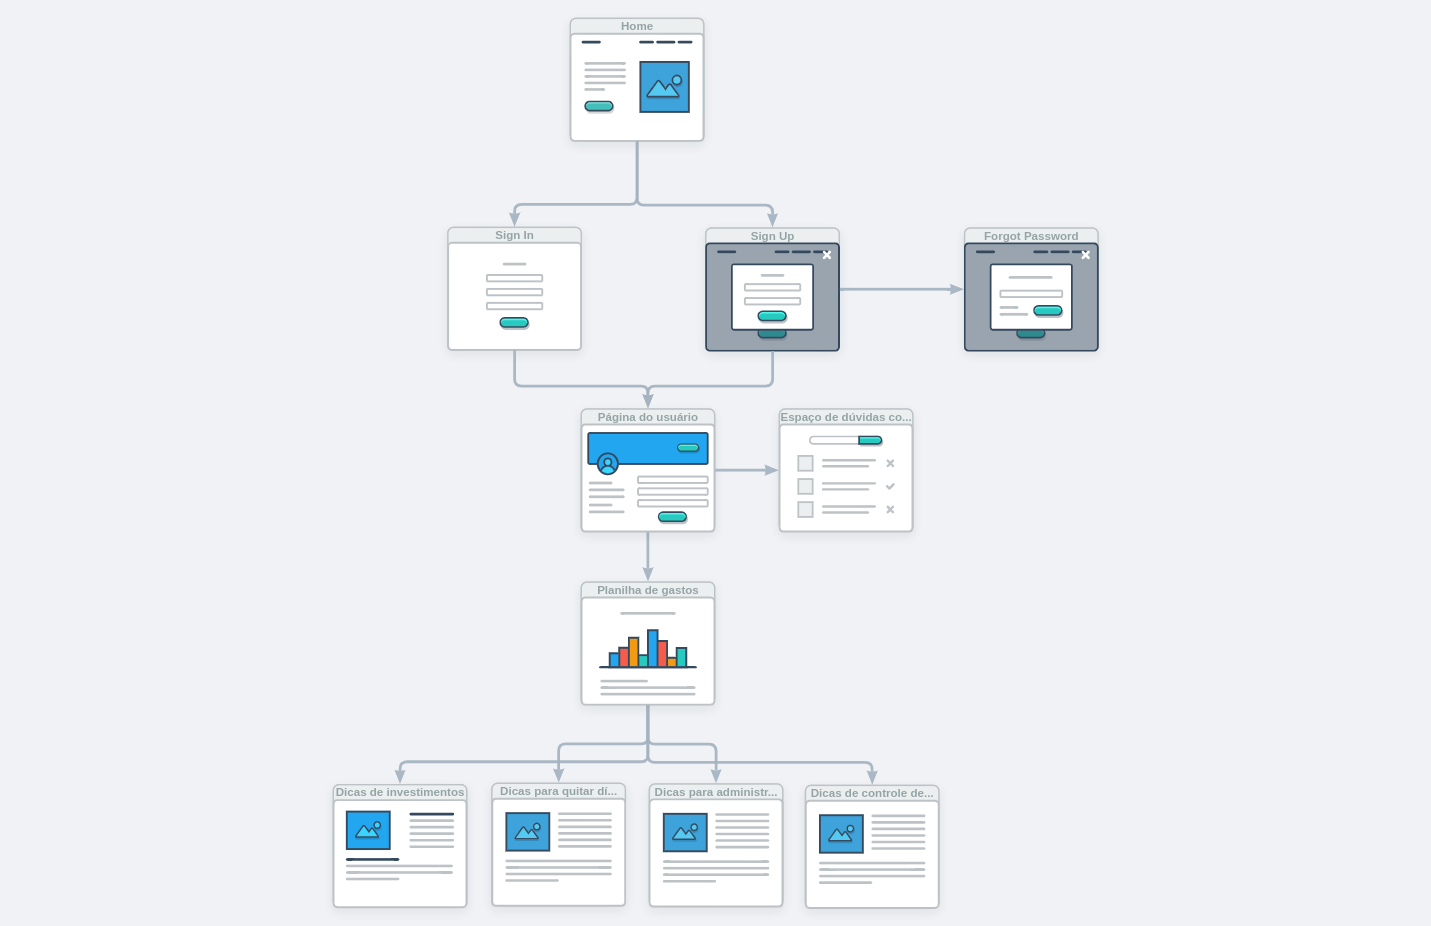 Home
Sign In
Sign Up
Forgot Password
Página do usuário
Espaço de dúvidas co...
Planilha de gastos
Dicas de investimentos
Dicas para quitar dí...
Dicas para administr...
Dicas de controle de...